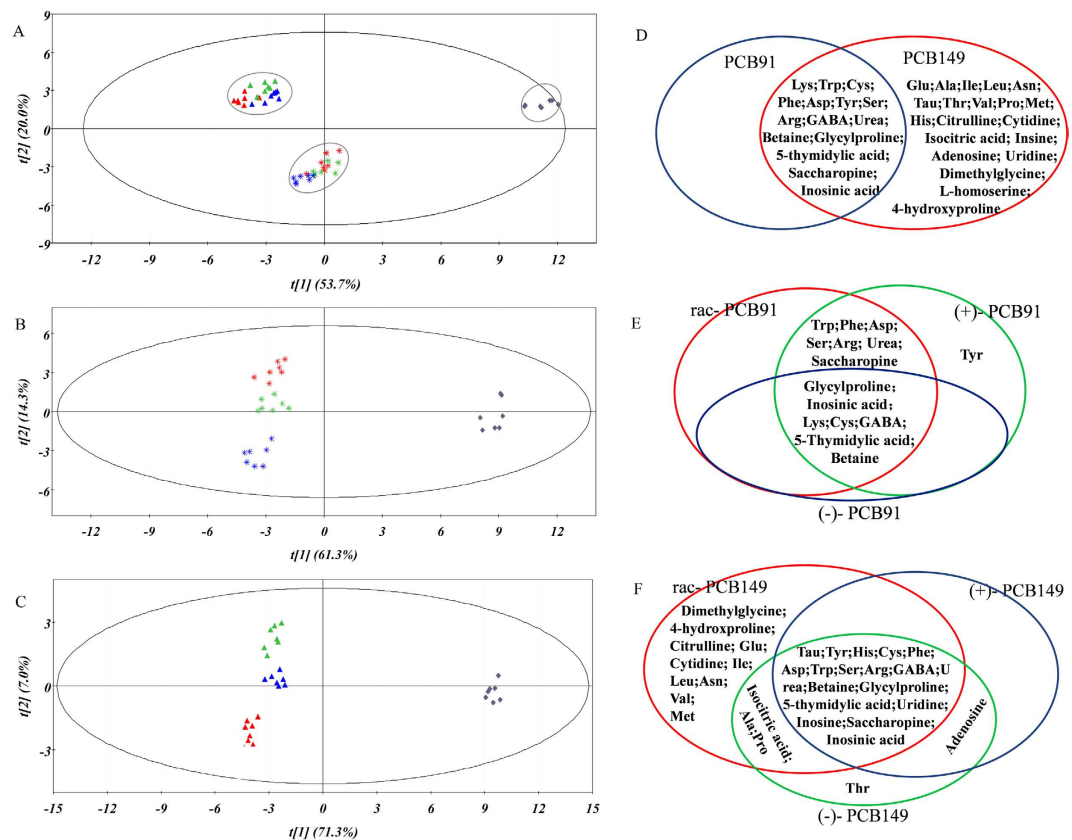 A
9
6
3
0
-3
-6
-9
t[2] (20.0%)
-12 -9 -6 -3 0 3 6 9 12
t[1] (53.7%)
B
6
3
0
-3
-6
t[2] (14.3%)
-12 -9 -6 -3 0 3 6 9 12
t[1] (61.3%)
C
3
0
-3
t[2] (7.0%)
-15 -12 -9 -6 -3 0 3 6 9 12 15
t[1] (71.3%)
D
PCB91
PCB149
Lys;Trp;Cys;
Phe;Asp;Tyr;Ser;
Arg;GABA;Urea;
Betaine;Glycylproline;
5-thymidylic acid;
Saccharopine;
Inosinic acid
Glu;Ala;Ile;Leu;Asn;
Tau;Thr;Val;Pro;Met;
His;Citrulline;Cytidine;
Isocitric acid; Insine;
Adenosine; Uridine;
Dimethylglycine;
L-homoserine;
4-hydroxyproline
E
rac- PCB91
(+)- PCB91
Trp;Phe;Asp;
Ser;Arg; Urea;
Saccharopine
Tyr
Glycylproline;
Inosinic acid;
Lys;Cys;GABA;
5-Thymidylic acid;
Betaine
(-)- PCB91
F
rac- PCB149
(+)- PCB149
Dimethylglycine;
4-hydroxproline;
Citrulline; Glu;
Cytidine; Ile;
Leu;Asn;
Val;
Met
Tau;Tyr;His;Cys;Phe;
Asp;Trp;Ser;Arg;GABA;U
rea;Betaine;Glycylproline;
5-thymidylic acid;Uridine;
Inosine;Saccharopine;
Inosinic acid
Isocitric acid;
Ala;Pro
Adenosine
Thr
(-)- PCB149